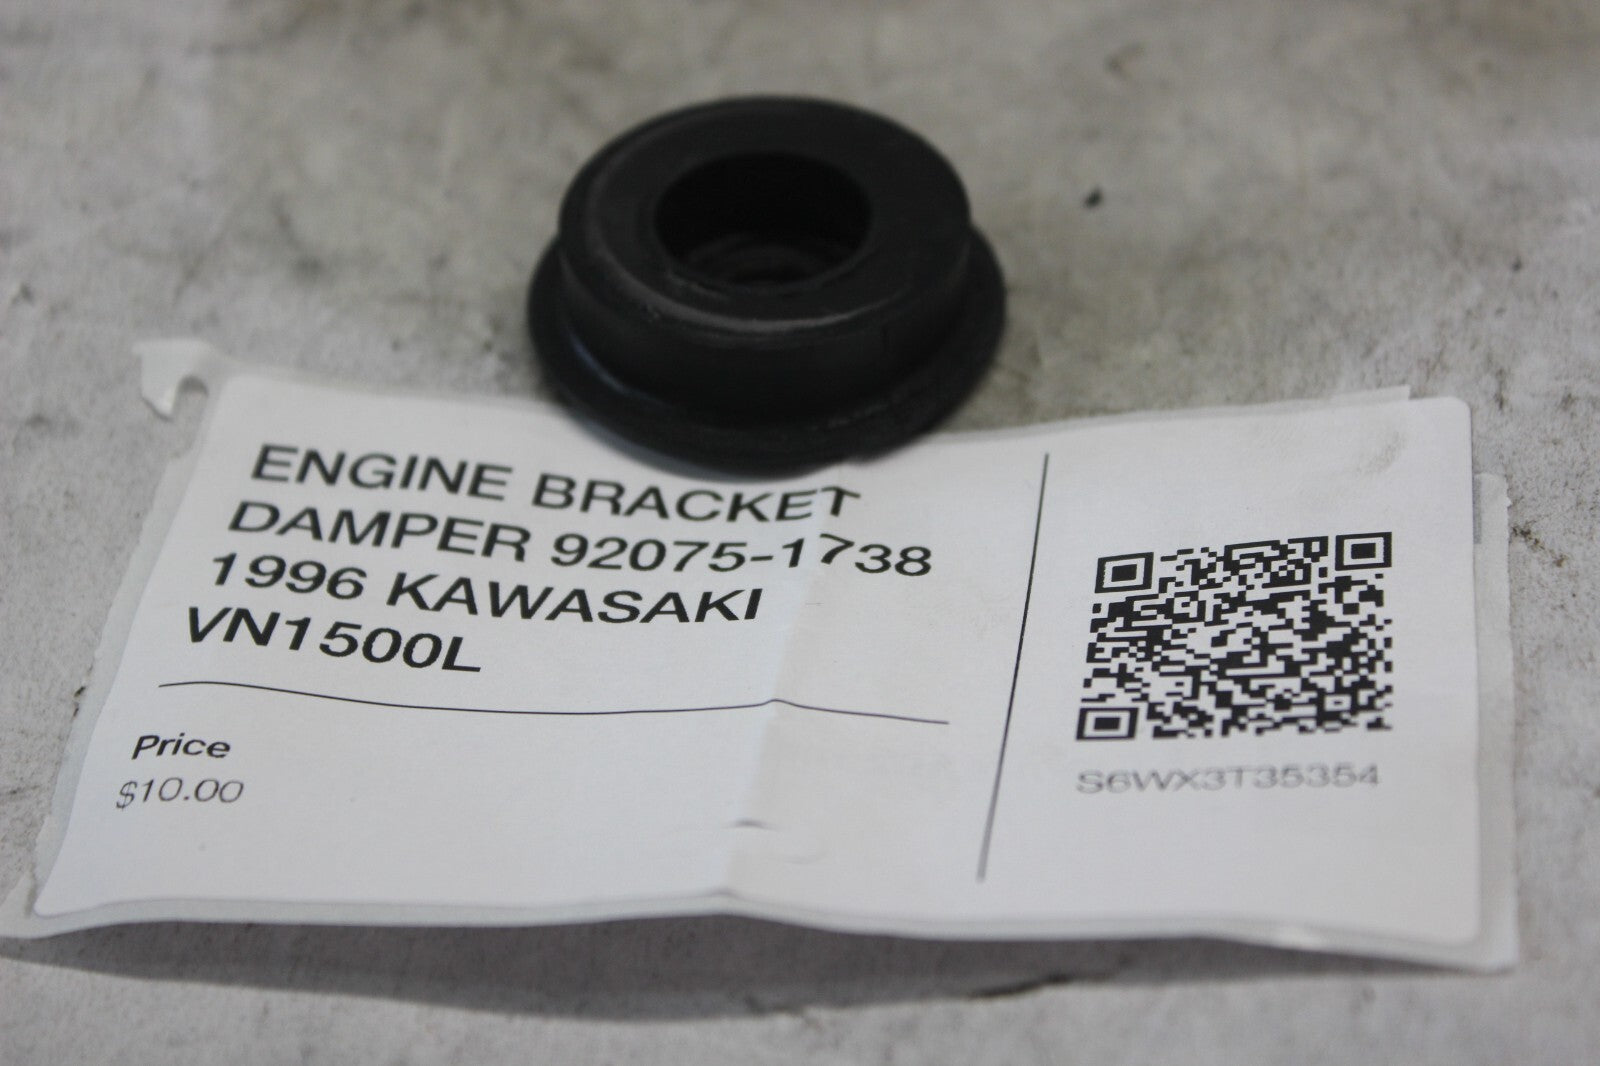 ENGINE BRACKET
DAMPER 92075-1738
1996 KAWASAKI
VN1500L
Price
$10.00
S6WX3T35354